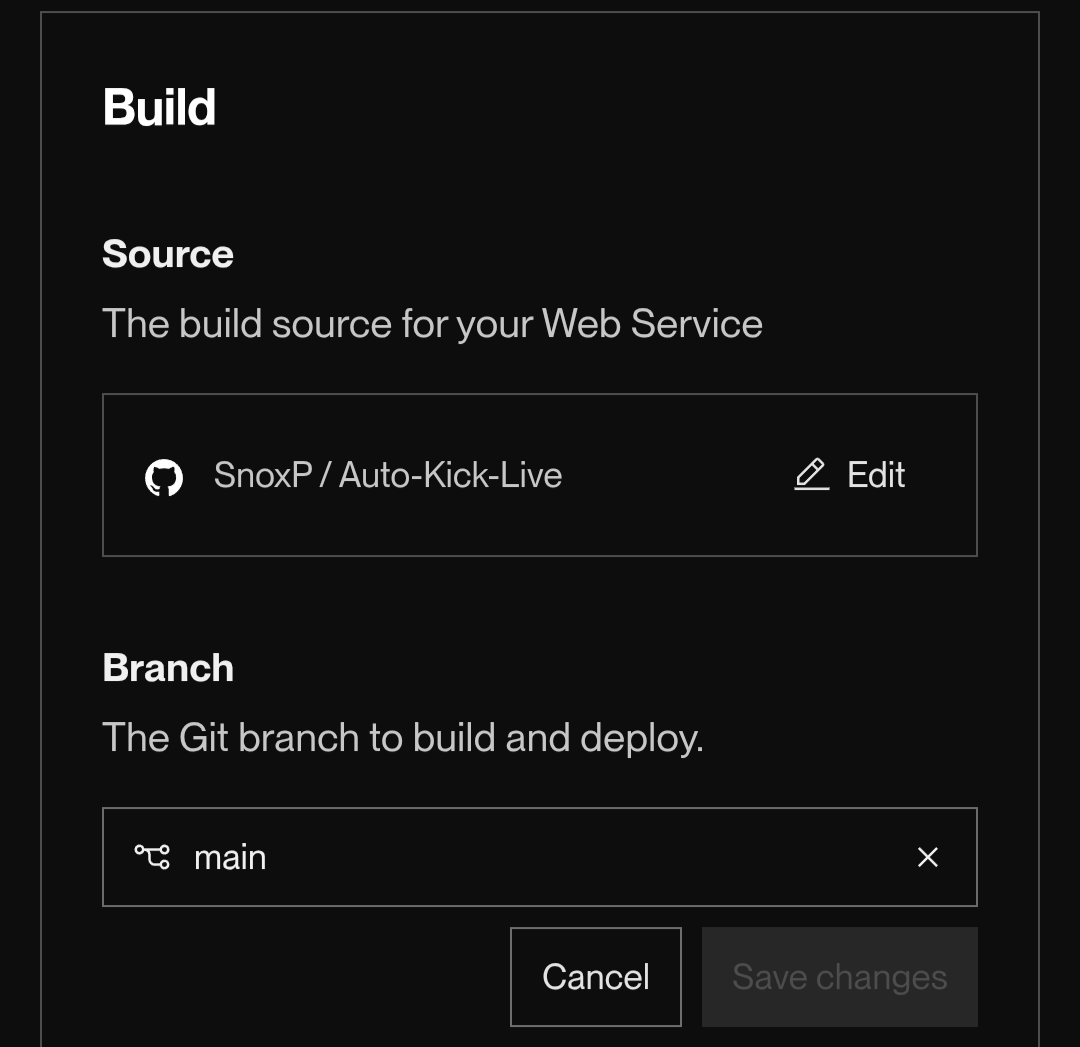 Build
Source
The build source for your Web Service
SnoxP / Auto-Kick-Live
Edit
Branch
The Git branch to build and deploy.
main
Cancel
Save changes